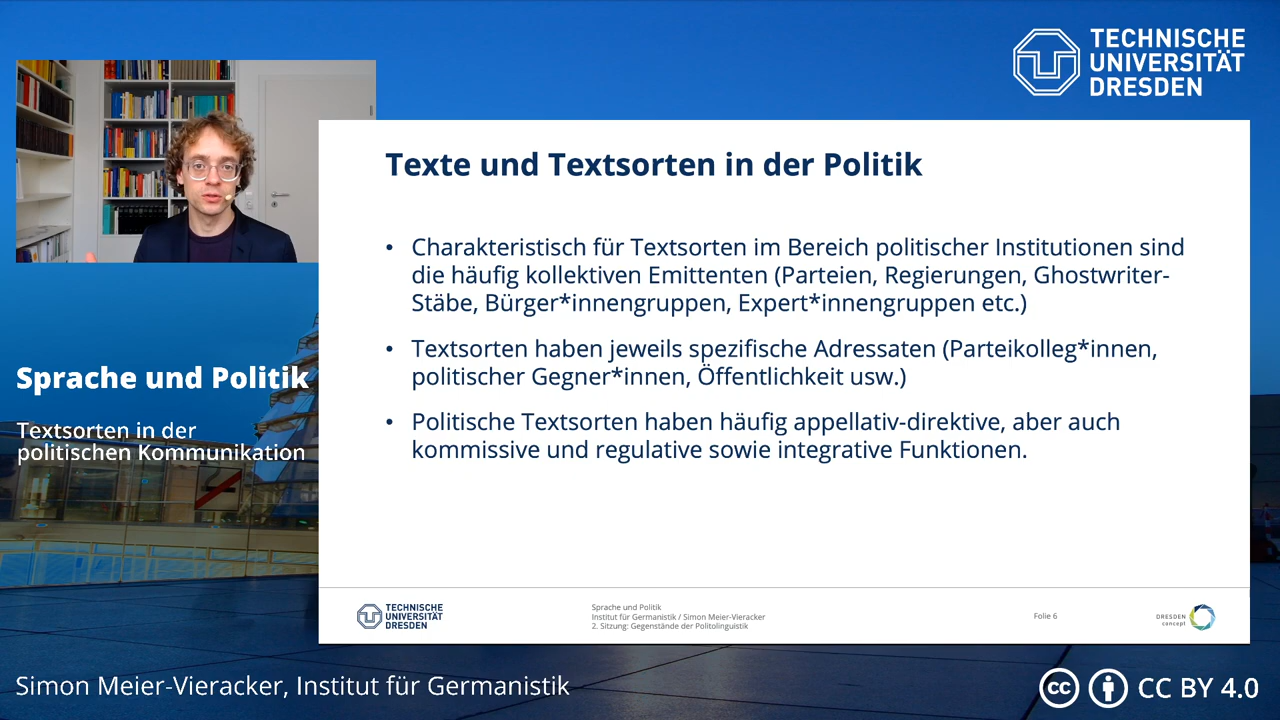 TECHNISCHE
UNIVERSITÄT
DRESDEN
Texte und Textsorten in der Politik
• Charakteristisch für Textsorten im Bereich politischer Institutionen sind
die häufig kollektiven Emittenten (Parteien, Regierungen, Ghostwriter-
Stäbe, Bürger*innengruppen, Expert*innengruppen etc.)
• Textsorten haben jeweils spezifische Adressaten (Parteikolleg*innen,
politischer Gegner*innen, Öffentlichkeit usw.)
• Politische Textsorten haben häufig appellativ-direktive, aber auch
kommissive und regulative sowie integrative Funktionen.
Sprache und Politik
Textsorten in der
politischen Kommunikation
TECHNISCHE
UNIVERSITÄT
DRESDEN
Sprache und Politik
Institut für Germanistik / Simon Meier-Vieracker
2. Sitzung: Gegenstände der Politolinguistik
Folie 6
DRESDEN
concept
Simon Meier-Vieracker, Institut für Germanistik
cc CC BY 4.0